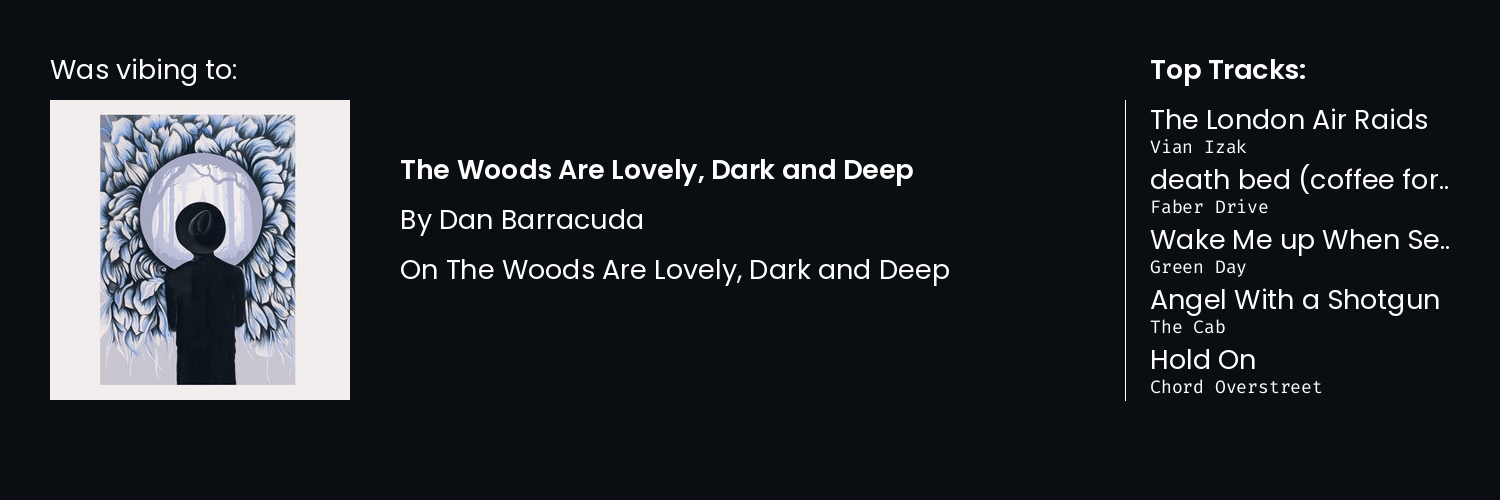 Was vibing to:
The Woods Are Lovely, Dark and Deep
By Dan Barracuda
On The Woods Are Lovely, Dark and Deep
Top Tracks:
The London Air Raids
Vian Izak
death bed (coffee for..
Faber Drive
Wake Me up When Se..
Green Day
Angel With a Shotgun
The Cab
Hold On
Chord Overstreet